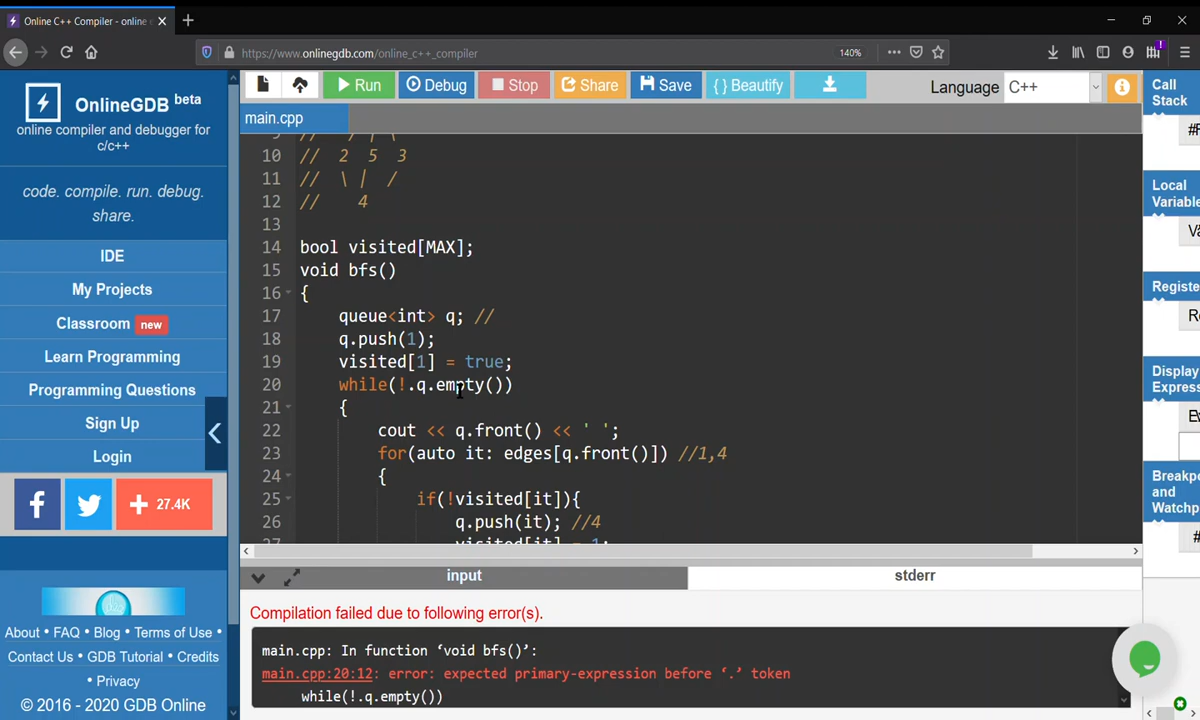 Online C++ Compiler - online
https://www.onlinegdb.com/online_c++_compiler
140%
OnlineGDB beta
online compiler and debugger for
c/c++
code. compile. run. debug.
share.
IDE
My Projects
Classroom new
Learn Programming
Programming Questions
Sign Up
Login
27.4K
About • FAQ • Blog • Terms of Use •
Contact Us • GDB Tutorial • Credits
• Privacy
© 2016 - 2020 GDB Online
Run
Debug
Stop
Share
Save
{ } Beautify
Language C++
main.cpp
9 // / | \
10 // 2 5 3
11 // \ | /
12 // 4
13
14 bool visited[MAX];
15 void bfs()
16 {
17 queue<int> q; //
18 q.push(1);
19 visited[1] = true;
20 while(!.q.empty())
21 {
22 cout << q.front() << ' ';
23 for(auto it: edges[q.front()]) //1,4
24 {
25 if(!visited[it]){
26 q.push(it); //4
27 visited[it] = 1;
input
stderr
Compilation failed due to following error(s).
main.cpp: In function ‘void bfs()’:
main.cpp:20:12: error: expected primary-expression before ‘.’ token
while(!.q.empty())
Call
Stack
Local
Variable
Registe
Display
Expres
Breakpo
and
Watchp